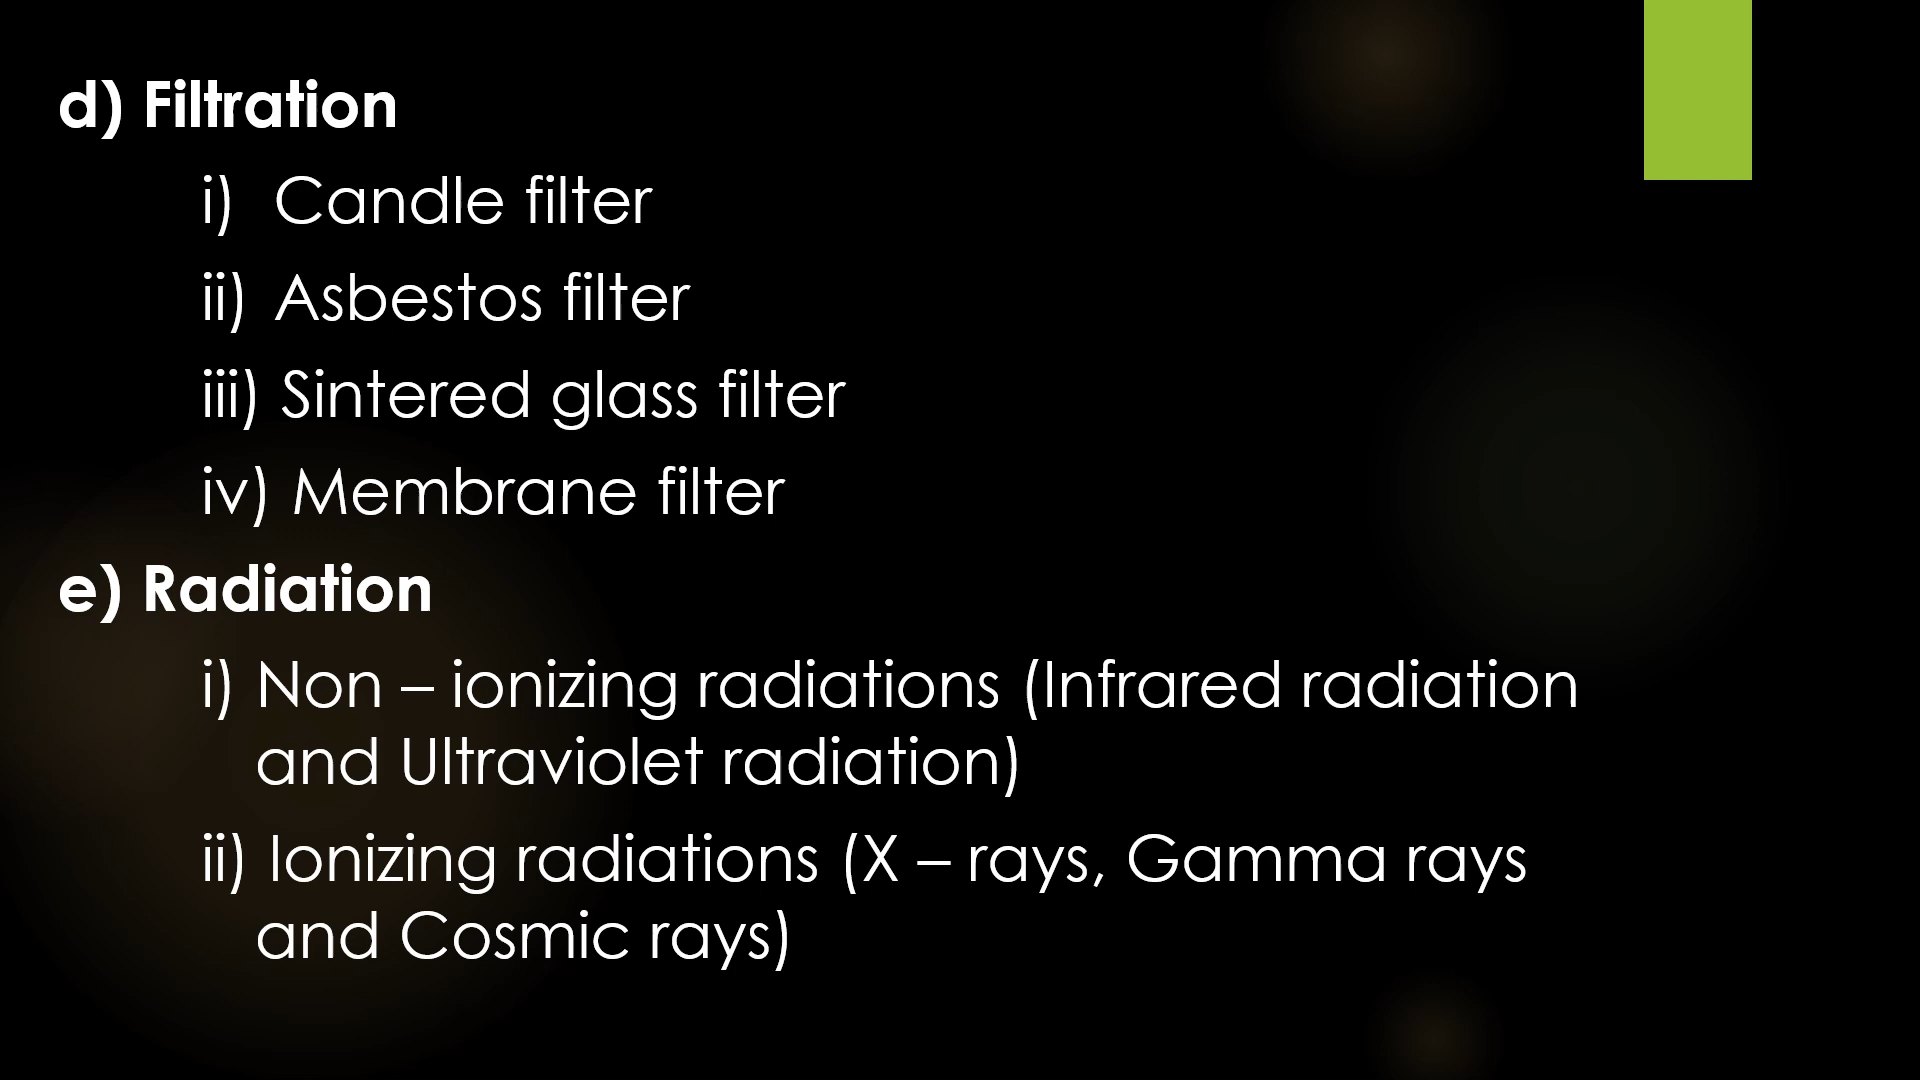 d) Filtration
i) Candle filter
ii) Asbestos filter
iii) Sintered glass filter
iv) Membrane filter
e) Radiation
i) Non – ionizing radiations (Infrared radiation
and Ultraviolet radiation)
ii) Ionizing radiations (X – rays, Gamma rays
and Cosmic rays)